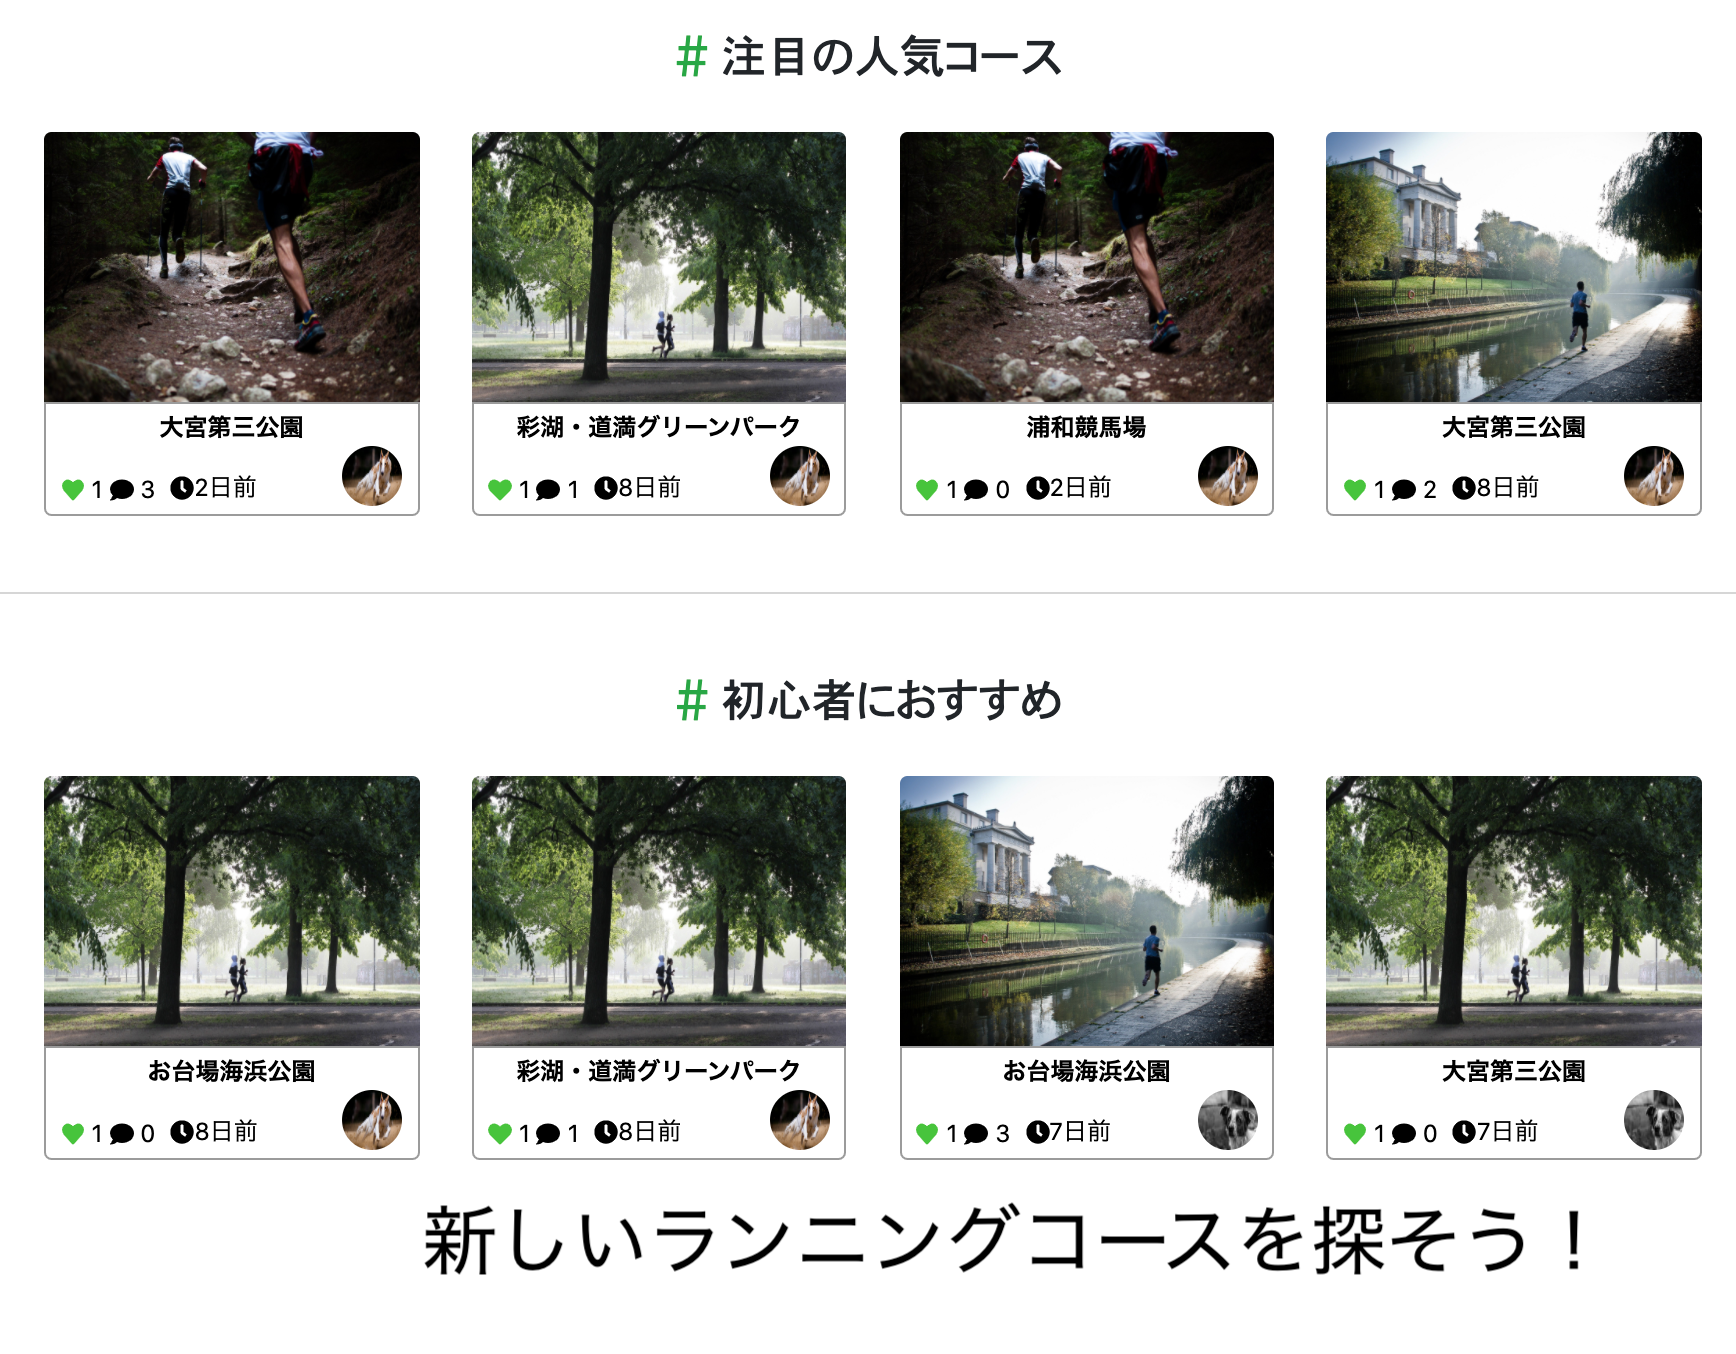 # 注目の人気コース
大宮第三公園
1 3 2日前
彩湖・道満グリーンパーク
1 1 8日前
浦和競馬場
1 0 2日前
大宮第三公園
1 2 8日前
# 初心者におすすめ
お台場海浜公園
1 0 8日前
彩湖・道満グリーンパーク
1 1 8日前
お台場海浜公園
1 3 7日前
大宮第三公園
1 0 7日前
新しいランニングコースを探そう！